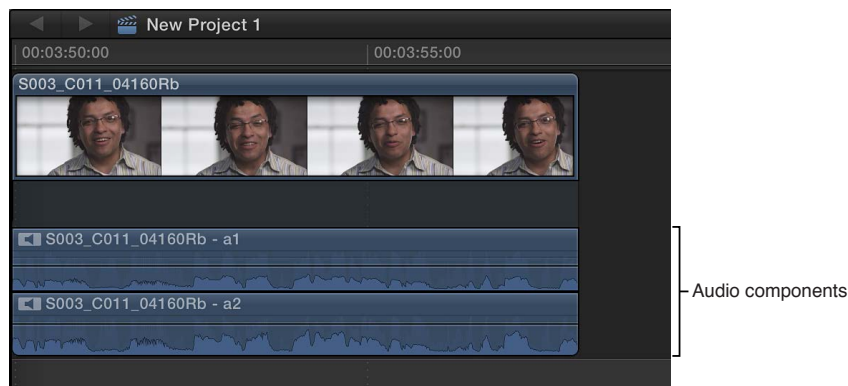 New Project 1
00:03:50:00
00:03:55:00
S003_C011_04160Rb
S003_C011_04160Rb - a1
S003_C011_04160Rb - a2
Audio components